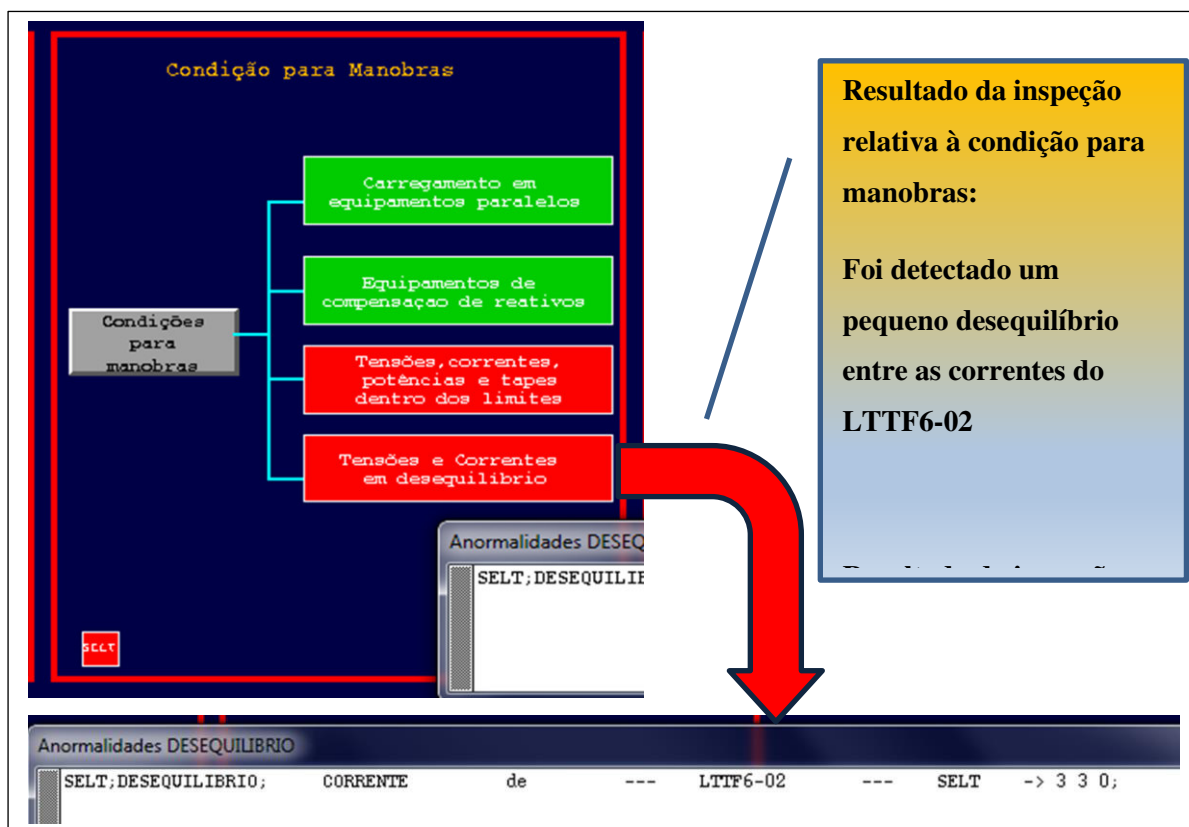 Condição para Manobras
Carregamento em
equipamentos paralelos
Equipamentos de
compensaçao de reativos
Condições
para
manobras
Tensões,correntes,
potências e tapes
dentro dos limites
Tensões e Correntes
em desequilibrio
Anormalidades DESEQ
SELT;DESEQUILIB
SELT
Resultado da inspeção
relativa à condição para
manobras:
Foi detectado um
pequeno desequilíbrio
entre as correntes do
LTTF6-02
Anormalidades DESEQUILIBRIO
SELT;DESEQUILIBRIO; CORRENTE de --- LTTF6-02 --- SELT -> 3 3 0;